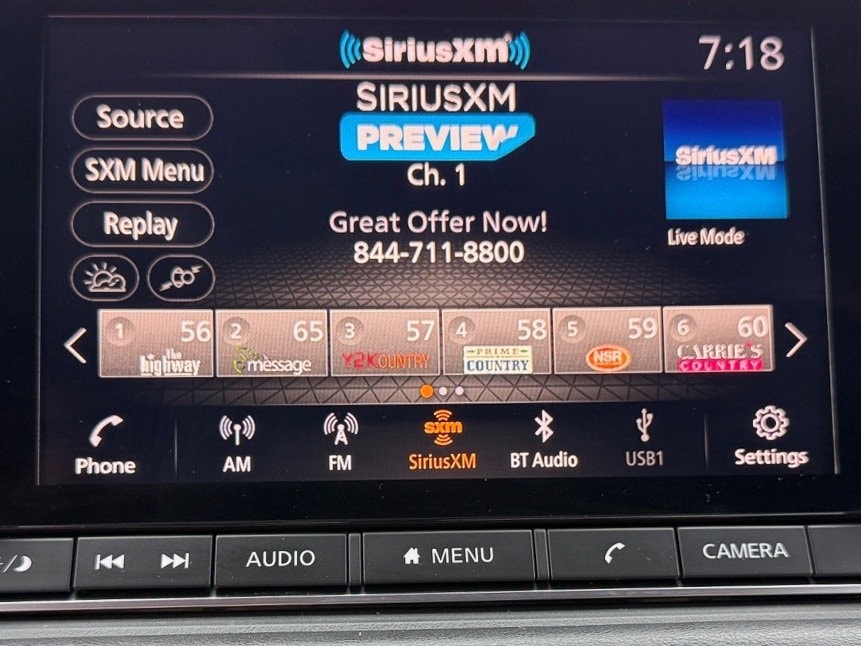 SiriusXM
7:18
SIRIUSXM
PREVIEW
Ch. 1
Great Offer Now!
844-711-8800
Source
SXM Menu
Replay
SiriusXM
Live Mode
1 56
the
highway
2 65
message
3 57
Y2KOUNTRY
4 58
PRIME
COUNTRY
5 59
NSR
6 60
CARRIE'S
COUNTRY
Phone
AM
FM
sxm
SiriusXM
BT Audio
USB1
Settings
AUDIO
MENU
CAMERA